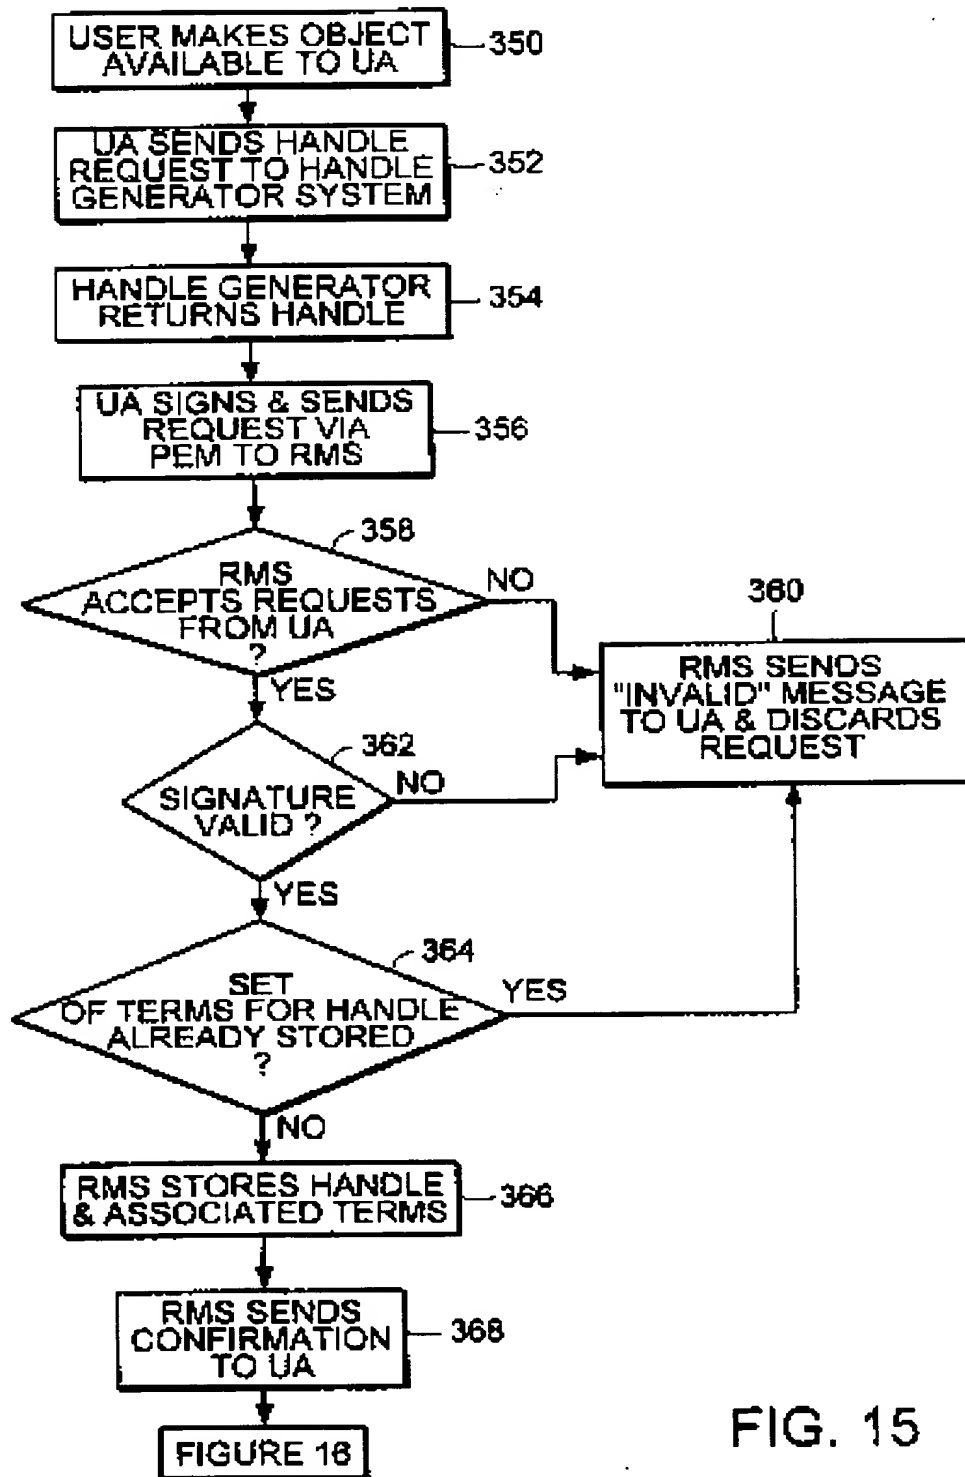 USER MAKES OBJECT
AVAILABLE TO UA
350
UA SENDS HANDLE
REQUEST TO HANDLE
GENERATOR SYSTEM
352
HANDLE GENERATOR
RETURNS HANDLE
354
UA SIGNS & SENDS
REQUEST VIA
PEM TO RMS
356
358
RMS
ACCEPTS REQUESTS
FROM UA
?
NO
YES
360
RMS SENDS
"INVALID" MESSAGE
TO UA & DISCARDS
REQUEST
362
SIGNATURE
VALID ?
NO
YES
364
SET
OF TERMS FOR HANDLE
ALREADY STORED
?
YES
NO
RMS STORES HANDLE
& ASSOCIATED TERMS
366
RMS SENDS
CONFIRMATION
TO UA
368
FIGURE 16
FIG. 15